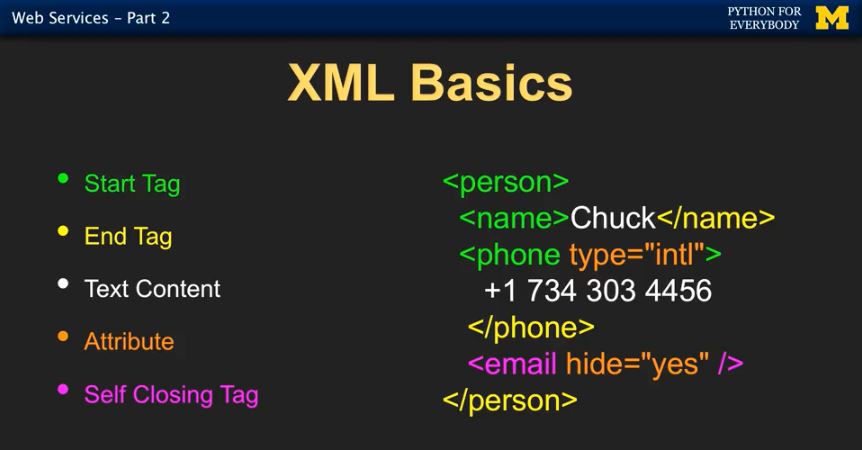 Web Services – Part 2
PYTHON FOR
EVERYBODY
M
XML Basics
• Start Tag
• End Tag
• Text Content
• Attribute
• Self Closing Tag
<person>
<name>Chuck</name>
<phone type="intl">
+1 734 303 4456
</phone>
<email hide="yes" />
</person>